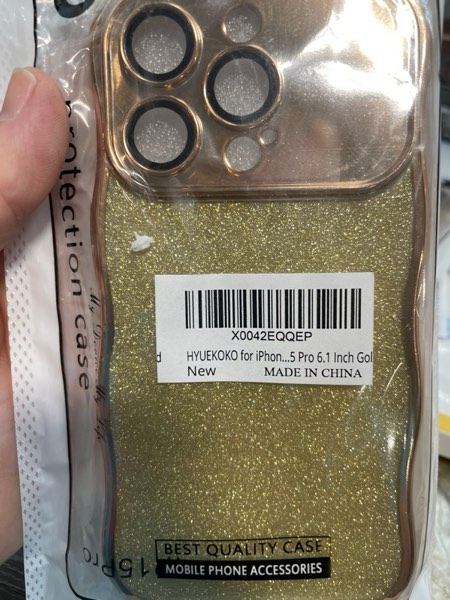 protection case
X0042EQQEP
d HYUEKOKO for iPhon...5 Pro 6.1 Inch Gol
New MADE IN CHINA
BEST QUALITY CASE
MOBILE PHONE ACCESSORIES
15Pro